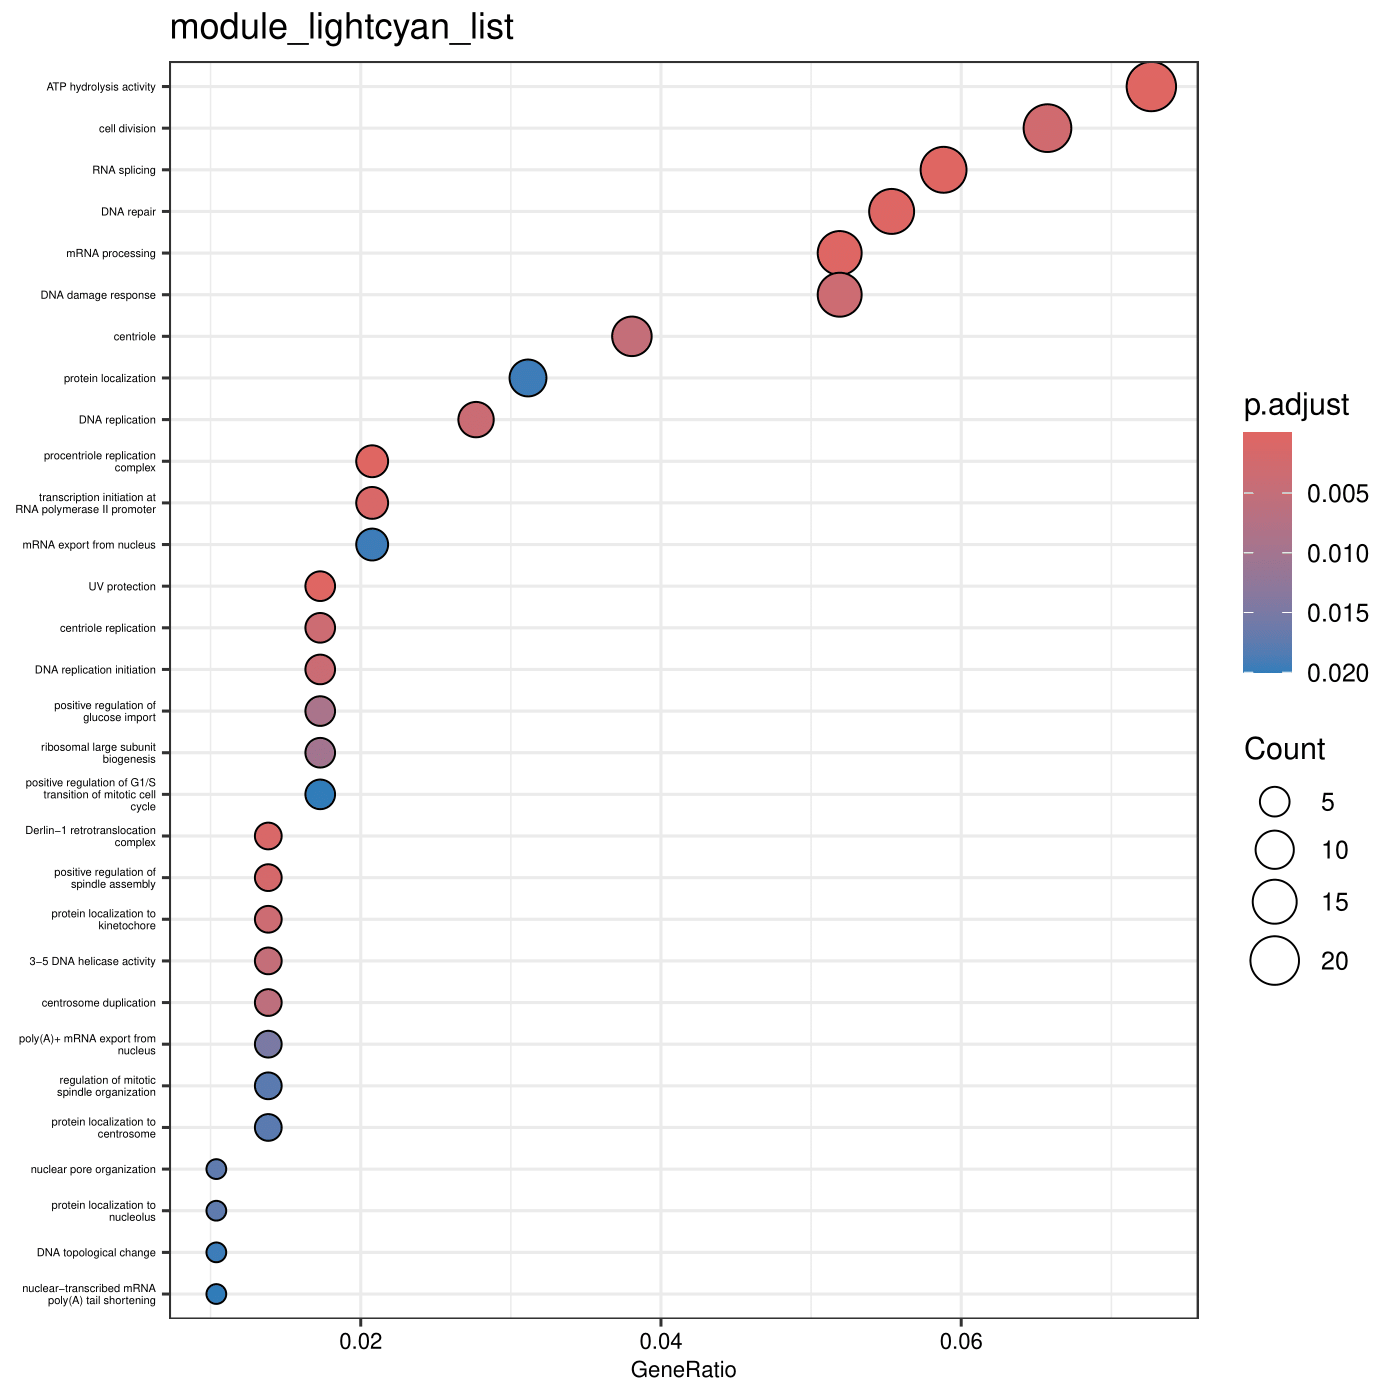 module_lightcyan_list
ATP hydrolysis activity
cell division
RNA splicing
DNA repair
mRNA processing
DNA damage response
centriole
protein localization
DNA replication
procentriole replication
complex
transcription initiation at
RNA polymerase II promoter
mRNA export from nucleus
UV protection
centriole replication
DNA replication initiation
positive regulation of
glucose import
ribosomal large subunit
biogenesis
positive regulation of G1/S
transition of mitotic cell
cycle
Derlin−1 retrotranslocation
complex
positive regulation of
spindle assembly
protein localization to
kinetochore
3−5 DNA helicase activity
centrosome duplication
poly(A)+ mRNA export from
nucleus
regulation of mitotic
spindle organization
protein localization to
centrosome
nuclear pore organization
protein localization to
nucleolus
DNA topological change
nuclear−transcribed mRNA
poly(A) tail shortening
0.02
0.04
0.06
GeneRatio
p.adjust
0.005
0.010
0.015
0.020
Count
5
10
15
20